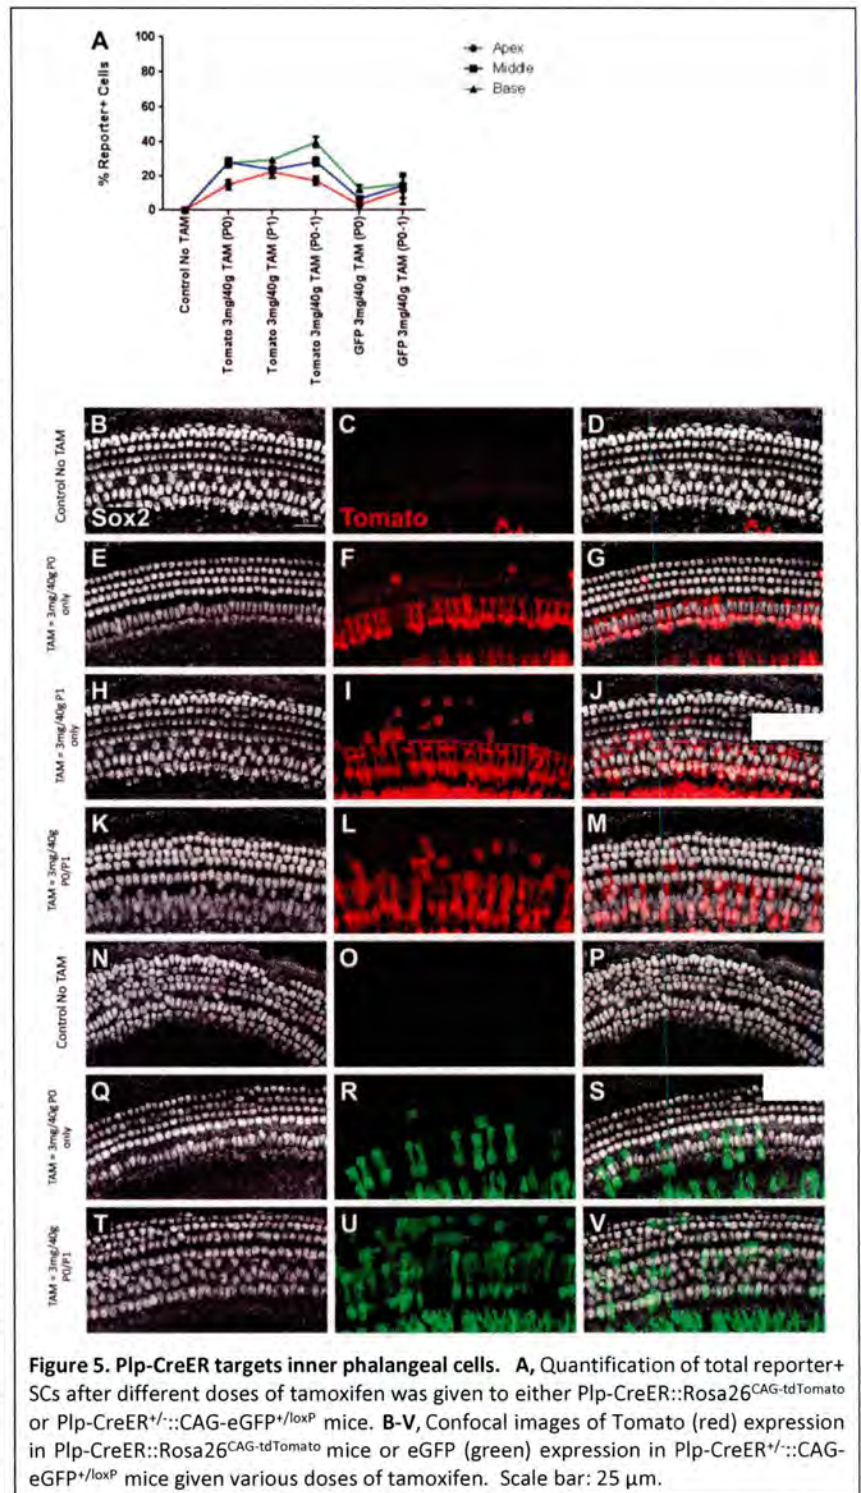 A
100
80
60
40
20
0
% Reporter+ Cells
Apex
Middle
Base
Control No TAM
Tomato 3mg/40g TAM (P0)
Tomato 3mg/40g TAM (P1)
Tomato 3mg/40g TAM (P0-1)
GFP 3mg/40g TAM (P0)
GFP 3mg/40g TAM (P0-1)
Control No TAM
B
Sox2
C
Tomato
D
TAM = 3mg/40g P0
only
E
F
G
TAM = 3mg/40g P1
only
H
I
J
TAM = 3mg/40g
P0/P1
K
L
M
Control No TAM
N
O
P
TAM = 3mg/40g P0
only
Q
R
S
TAM = 3mg/40g
P0/P1
T
U
V
Figure 5. Plp-CreER targets inner phalangeal cells. A, Quantification of total reporter+
SCs after different doses of tamoxifen was given to either Plp-CreER::Rosa26CAG-tdTomato
or Plp-CreER+/-::CAG-eGFP+/loxP mice. B-V, Confocal images of Tomato (red) expression
in Plp-CreER::Rosa26CAG-tdTomato mice or eGFP (green) expression in Plp-CreER+/-::CAG-
eGFP+/loxP mice given various doses of tamoxifen. Scale bar: 25 μm.